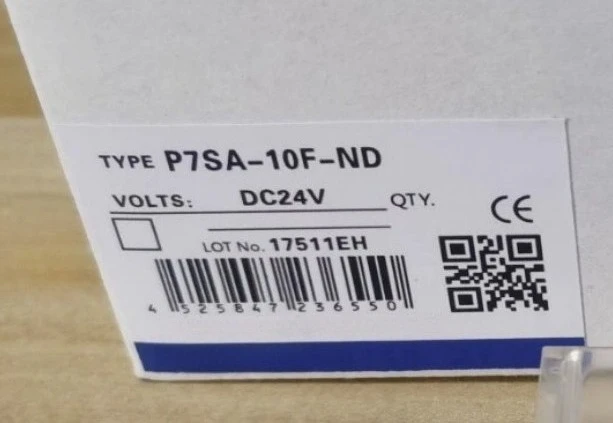 TYPE P7SA-10F-ND
VOLTS: DC24V QTY.
CE
LOT No. 17511EH
4 525847 236550